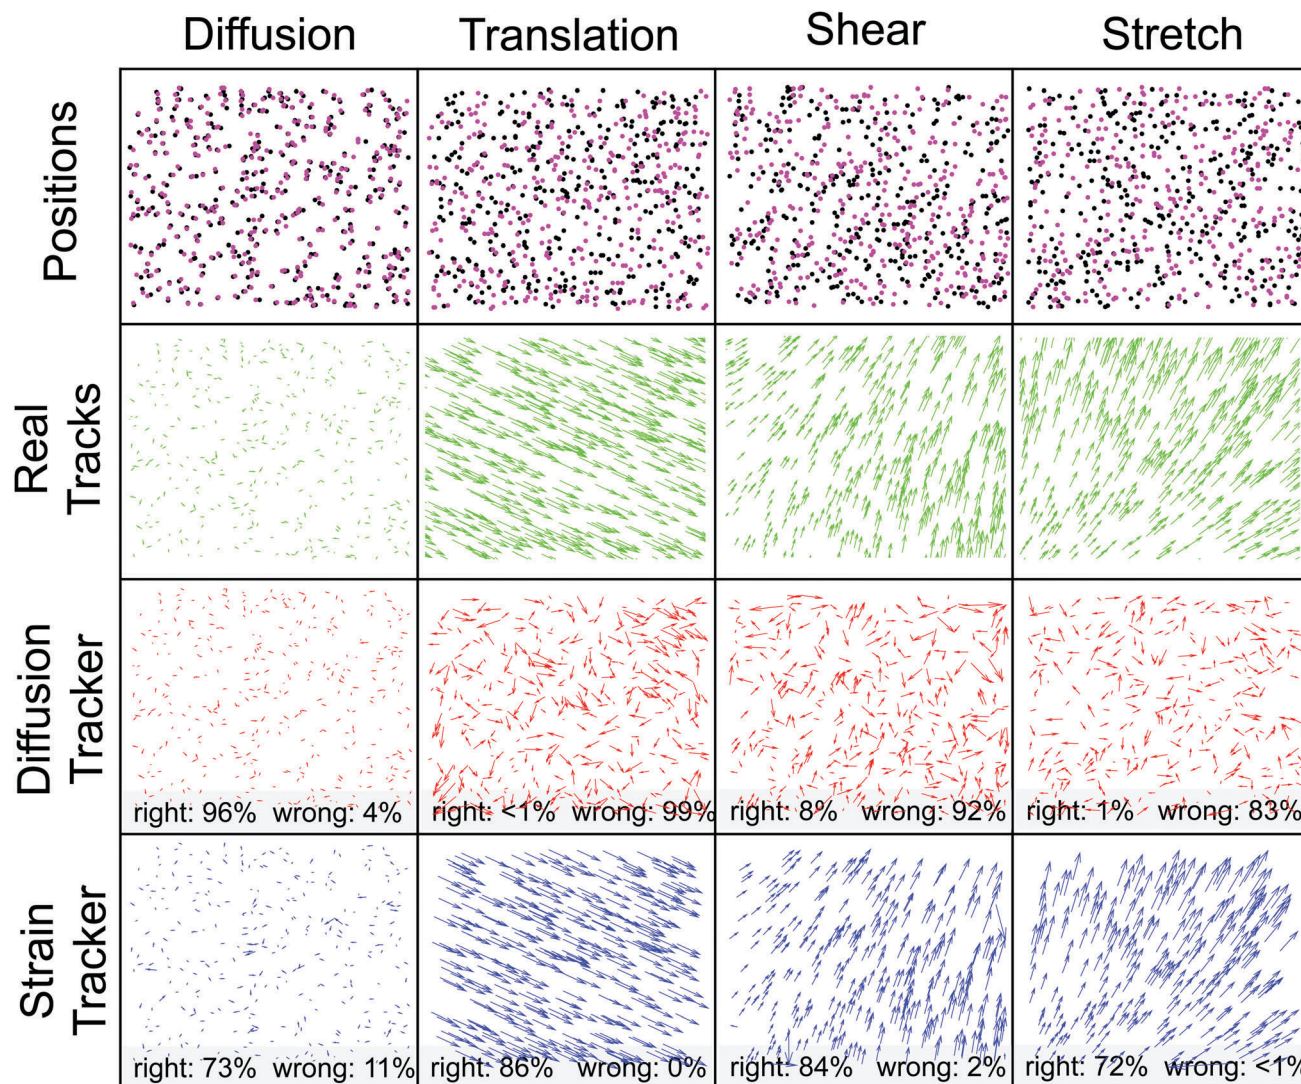 Diffusion Translation Shear Stretch
Positions
Real
Tracks
Diffusion
Tracker
right: 96% wrong: 4% right: <1% wrong: 99% right: 8% wrong: 92% right: 1% wrong: 83%
Strain
Tracker
right: 73% wrong: 11% right: 86% wrong: 0% right: 84% wrong: 2% right: 72% wrong: <1%